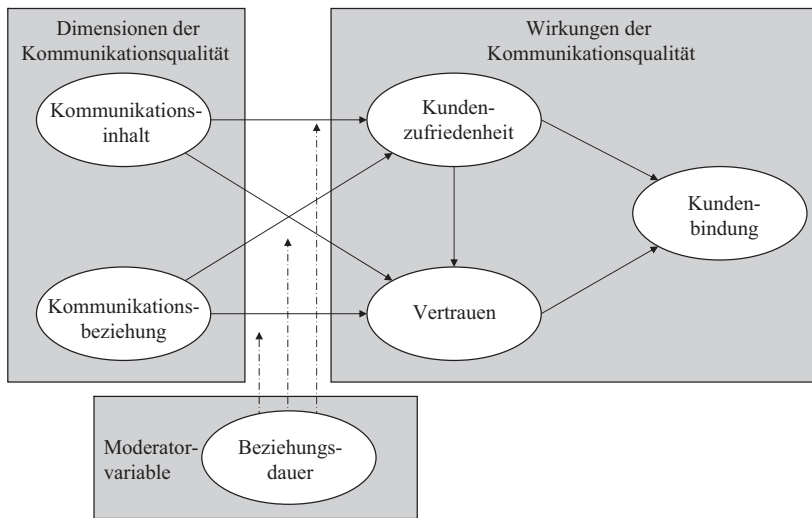 Dimensionen der
Kommunikationsqualität
Kommunikations-
inhalt
Kommunikations-
beziehung
Wirkungen der
Kommunikationsqualität
Kunden-
zufriedenheit
Kunden-
bindung
Vertrauen
Moderator-
variable
Beziehungs-
dauer